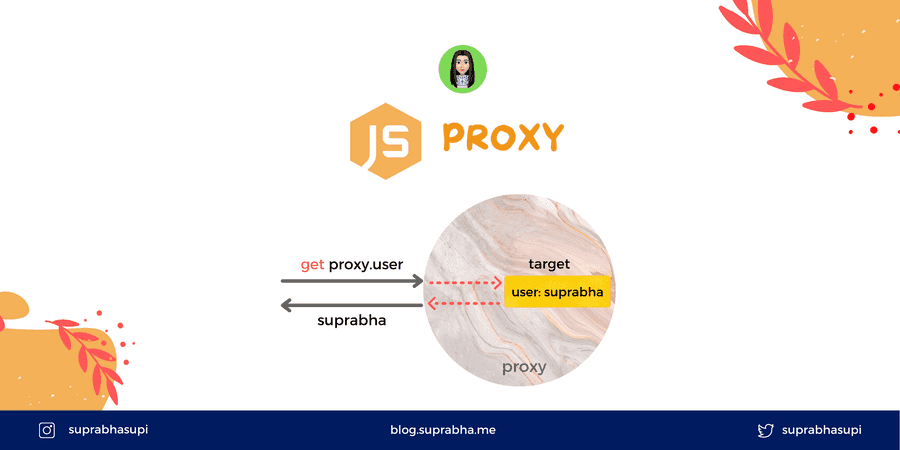 JS PROXY
get proxy.user
target
user: suprabha
suprabha
proxy
suprabhasupi
blog.suprabha.me
suprabhasupi